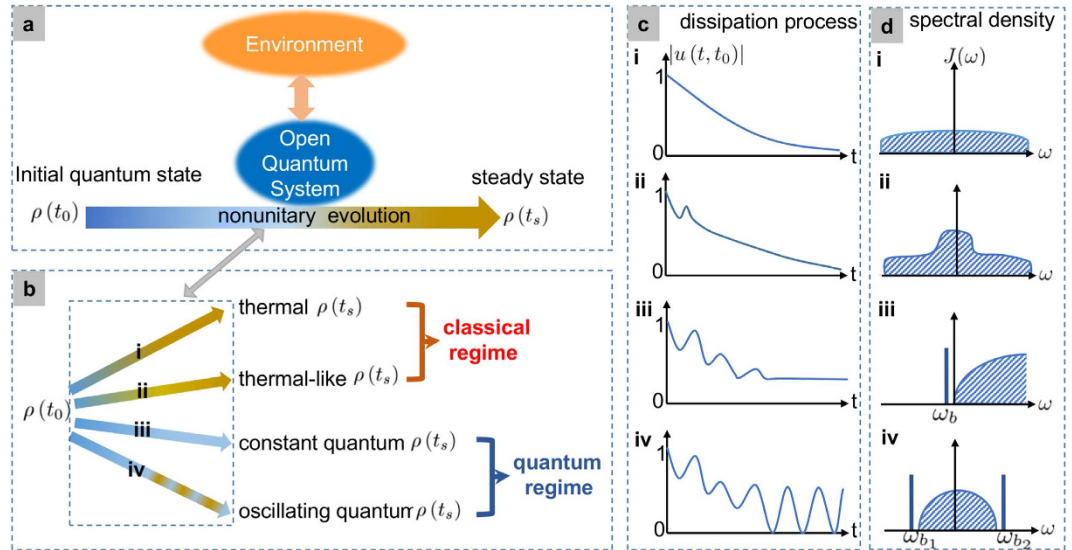 a
Environment
Open
Quantum
System
Initial quantum state
steady state
ρ(t₀)
nonunitary evolution
ρ(tₛ)
b
ρ(t₀)
i
ii
iii
iv
thermal ρ(tₛ)
thermal-like ρ(tₛ)
constant quantum ρ(tₛ)
oscillating quantum ρ(tₛ)
classical
regime
quantum
regime
c
dissipation process
i
|u(t, t₀)|
1
0
t
ii
1
0
t
iii
1
0
t
iv
1
0
t
d
spectral density
i
J(ω)
ω
ii
ω
iii
ω_b
ω
iv
ω_b₁
ω_b₂
ω